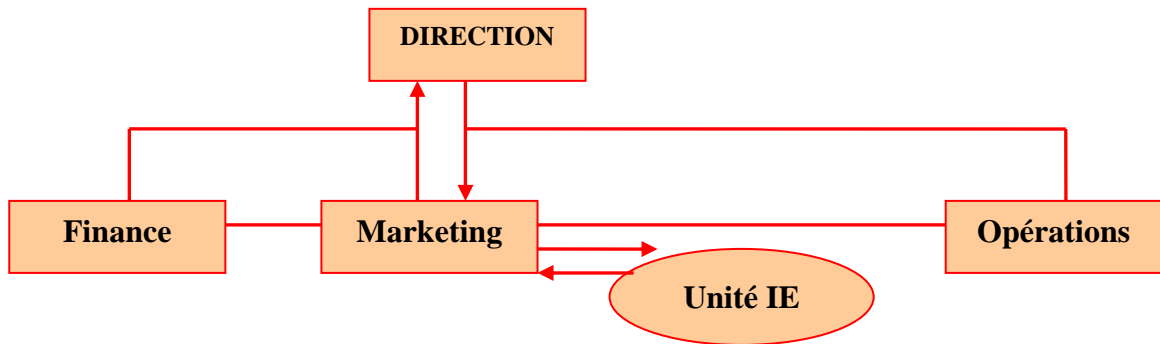 DIRECTION
Finance
Marketing
Opérations
Unité IE